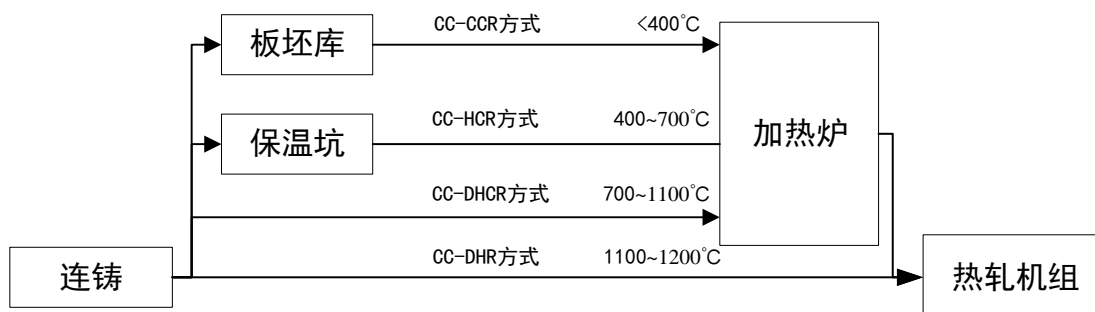 板坯库 CC-CCR方式 <400℃
保温坑 CC-HCR方式 400~700℃ 加热炉
CC-DHCR方式 700~1100℃
连铸 CC-DHR方式 1100~1200℃ 热轧机组